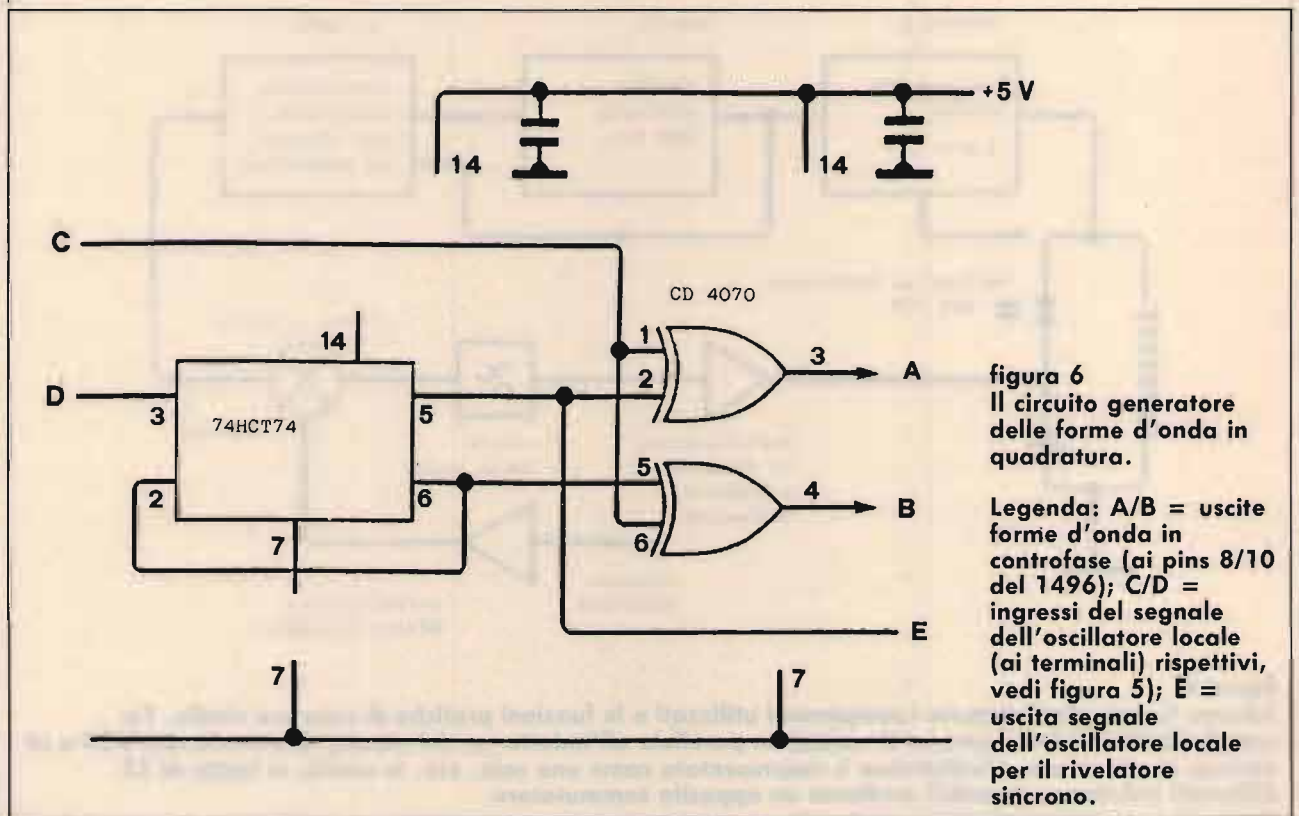 +5 V
14
14
C
CD 4070
14
1
2
3
A
D
3
5
74HCT74
2
6
5
6
4
B
7
E
7
7
figura 6
Il circuito generatore
delle forme d'onda in
quadratura.
Legenda: A/B = uscite
forme d'onda in
controfase (ai pins 8/10
del 1496); C/D =
ingressi del segnale
dell'oscillatore locale
(ai terminali) rispettivi,
vedi figura 5); E =
uscita segnale
dell'oscillatore locale
per il rivelatore
sincrono.